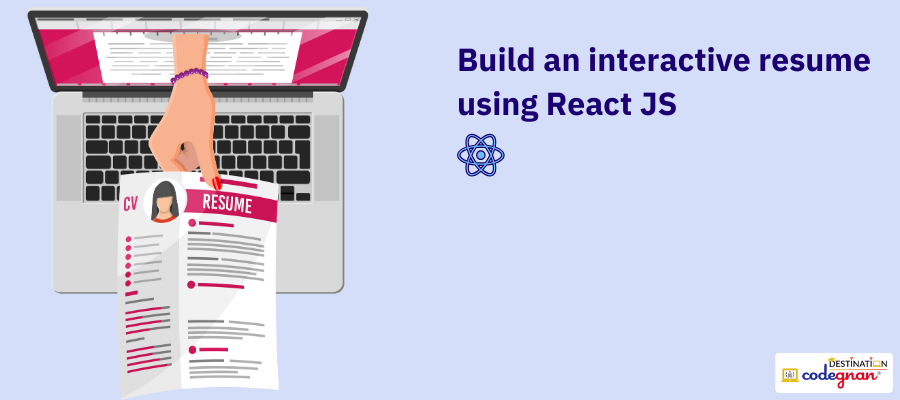 Build an interactive resume
using React JS
CV
RESUME
DESTINATION
codegnan